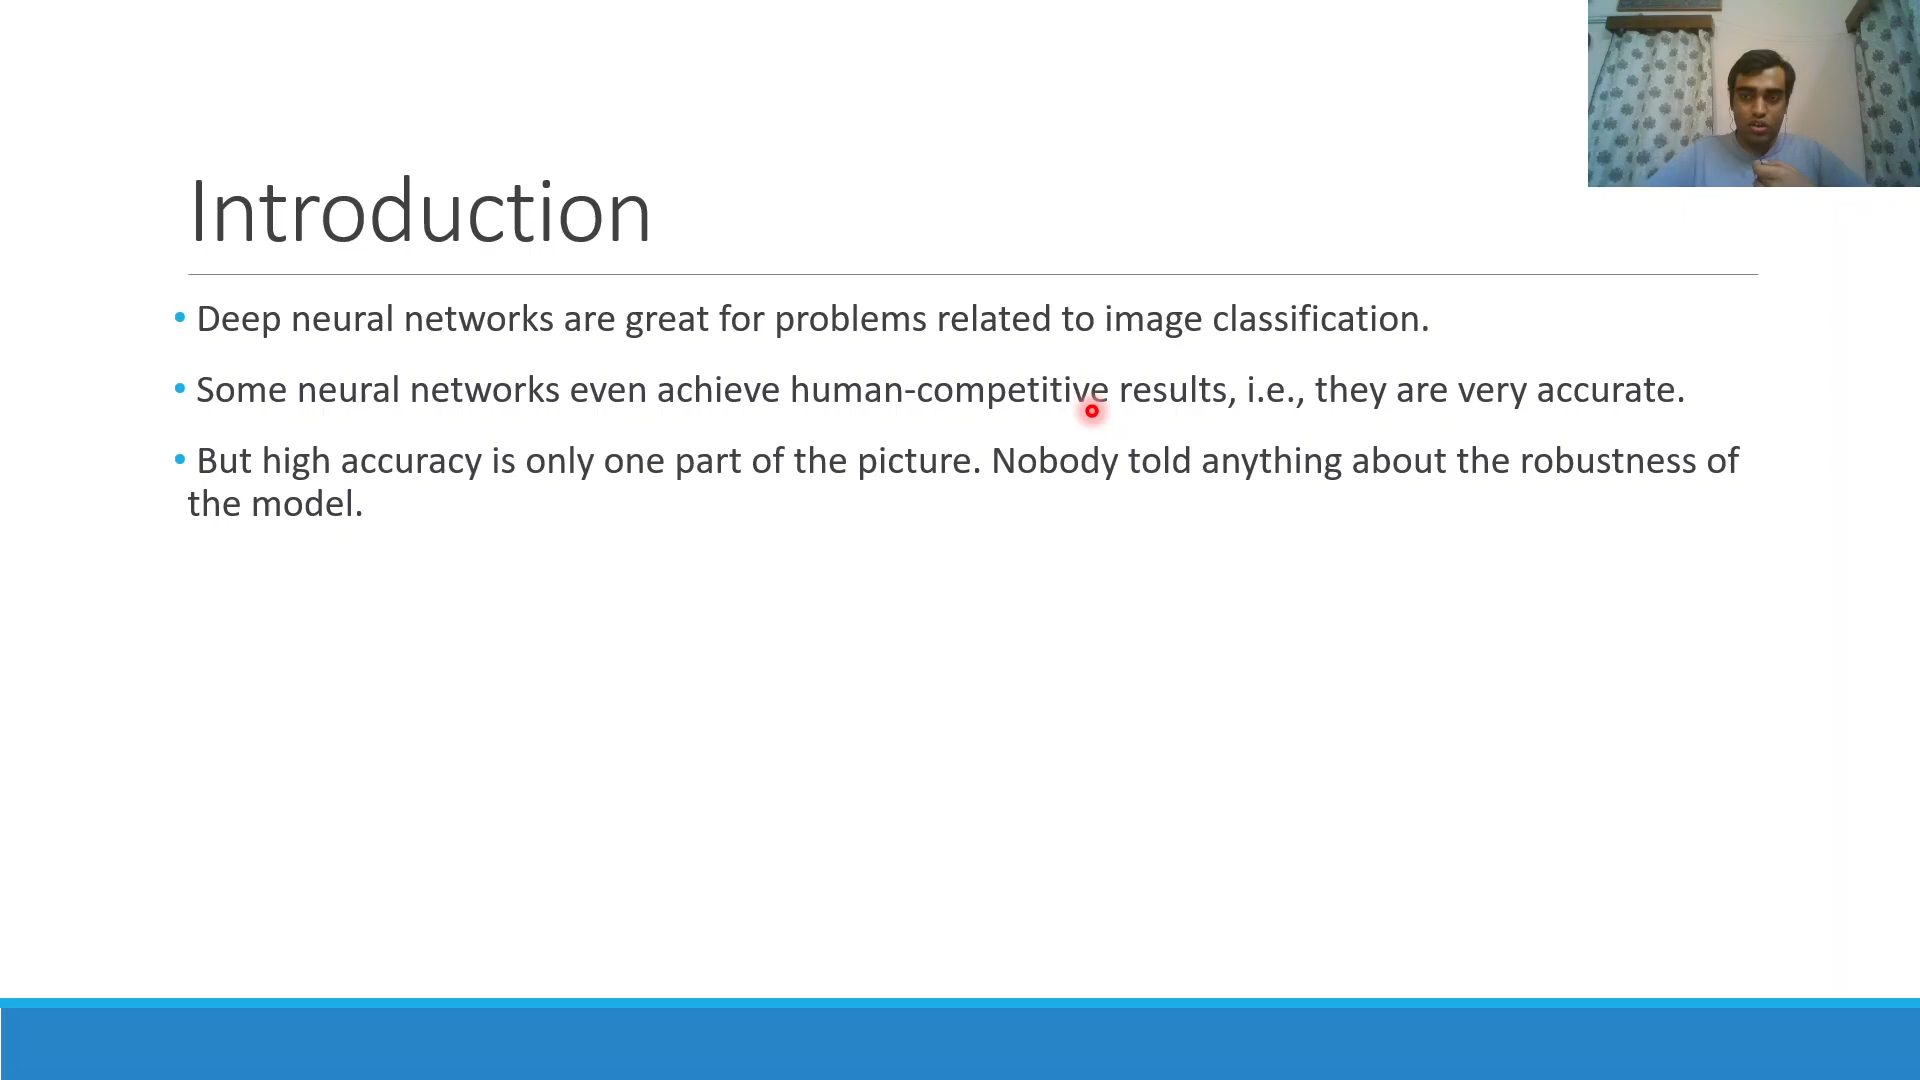 Introduction
• Deep neural networks are great for problems related to image classification.
• Some neural networks even achieve human-competitive results, i.e., they are very accurate.
• But high accuracy is only one part of the picture. Nobody told anything about the robustness of
the model.